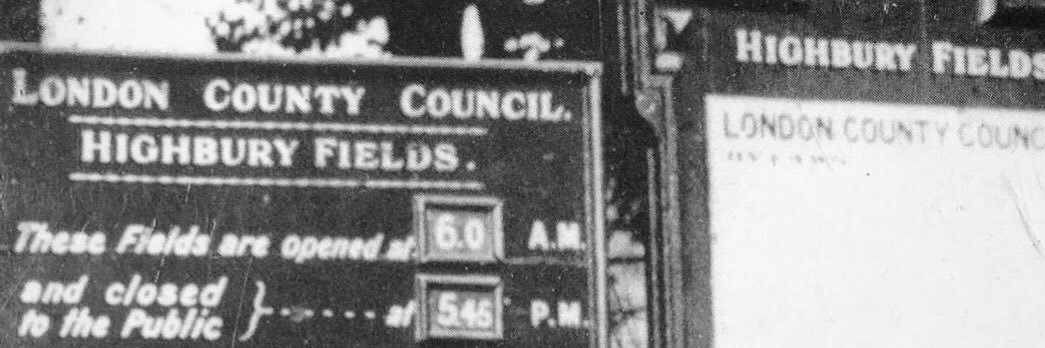 LONDON COUNTY COUNCIL.
HIGHBURY FIELDS.
These Fields are opened at 6.0 A.M.
and closed
to the Public } - - - - - - at 5.45 P.M.
HIGHBURY FIELDS
LONDON COUNTY COUNC